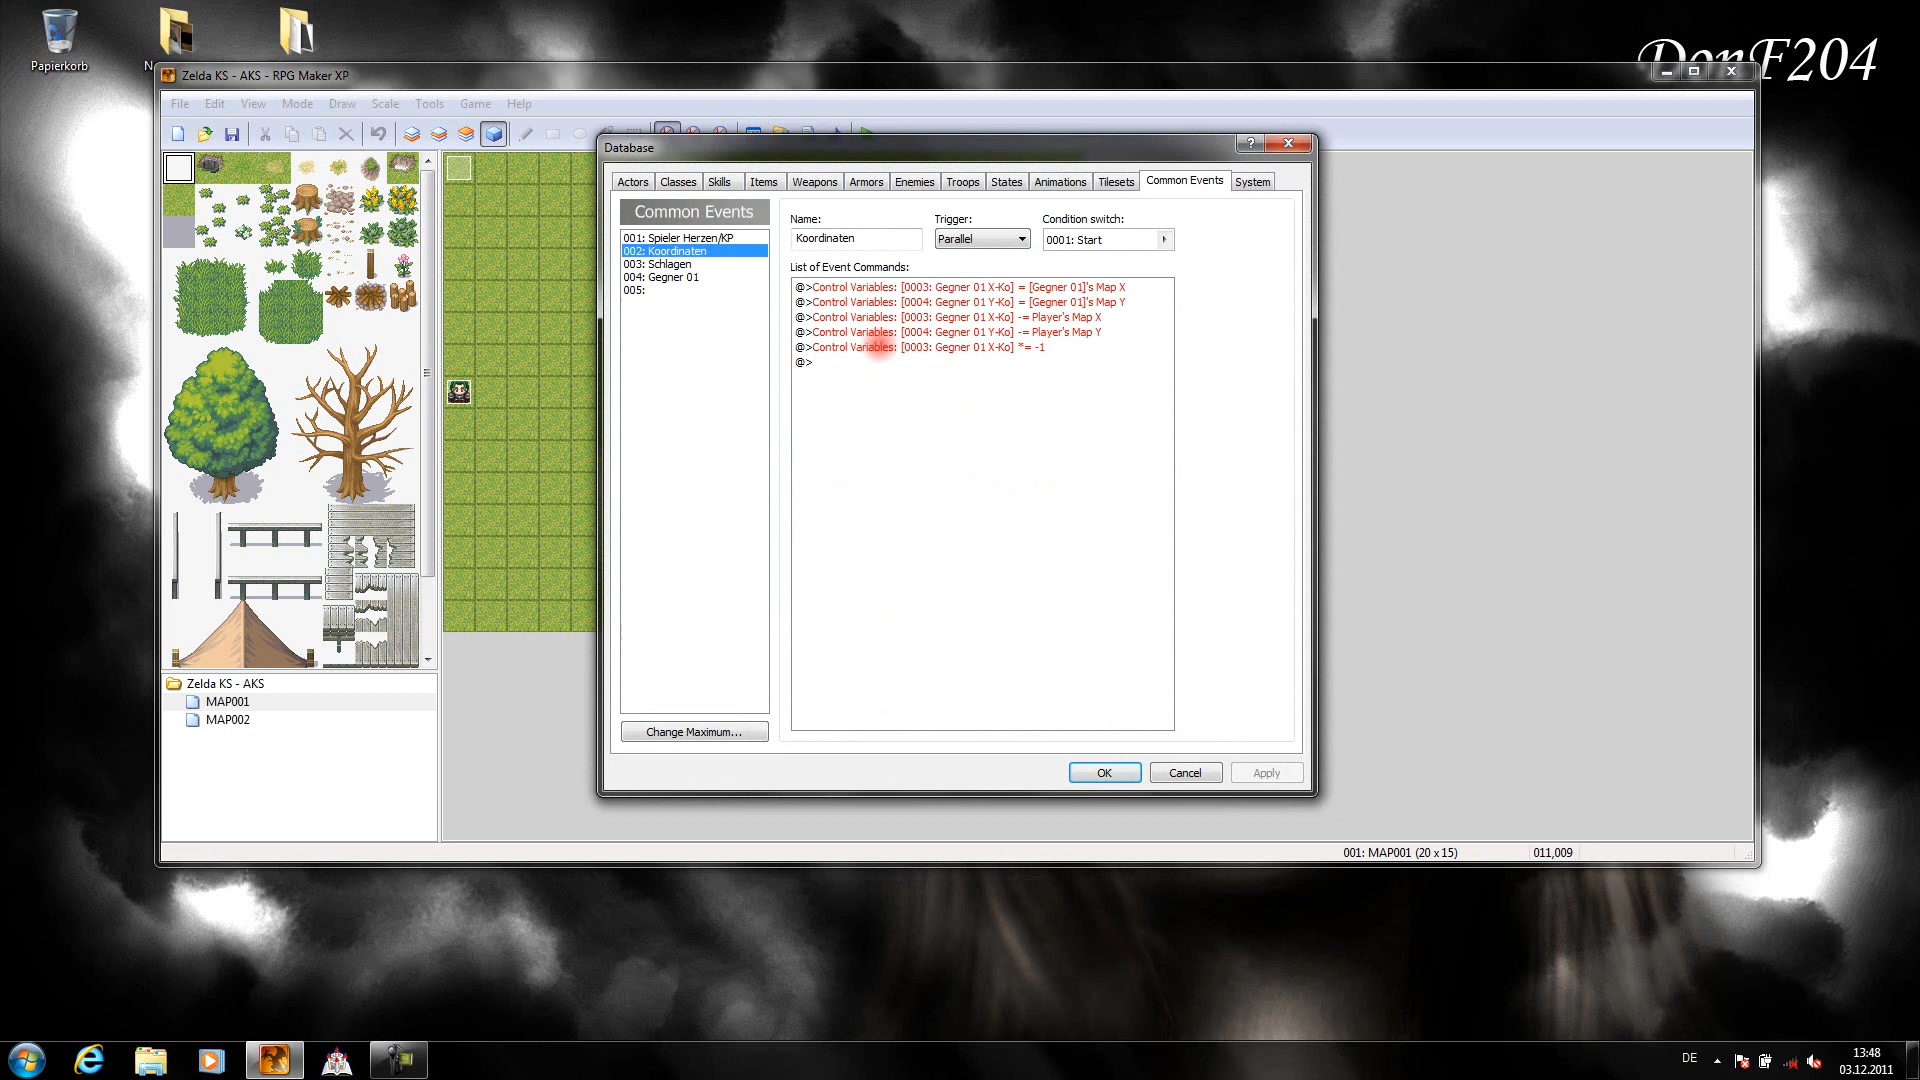 Papierkorb
N
DonF204
Zelda KS - AKS - RPG Maker XP
File Edit View Mode Draw Scale Tools Game Help
Database
Actors Classes Skills Items Weapons Armors Enemies Troops States Animations Tilesets Common Events System
Common Events
001: Spieler Herzen/KP
002: Koordinaten
003: Schlagen
004: Gegner 01
005:
Change Maximum...
Name:
Koordinaten
Trigger:
Parallel
Condition switch:
0001: Start
List of Event Commands:
@>Control Variables: [0003: Gegner 01 X-Ko] = [Gegner 01]'s Map X
@>Control Variables: [0004: Gegner 01 Y-Ko] = [Gegner 01]'s Map Y
@>Control Variables: [0003: Gegner 01 X-Ko] -= Player's Map X
@>Control Variables: [0004: Gegner 01 Y-Ko] -= Player's Map Y
@>Control Variables: [0003: Gegner 01 X-Ko] *= -1
@>
OK Cancel Apply
Zelda KS - AKS
MAP001
MAP002
001: MAP001 (20 x 15) 011,009
DE
13:48
03.12.2011